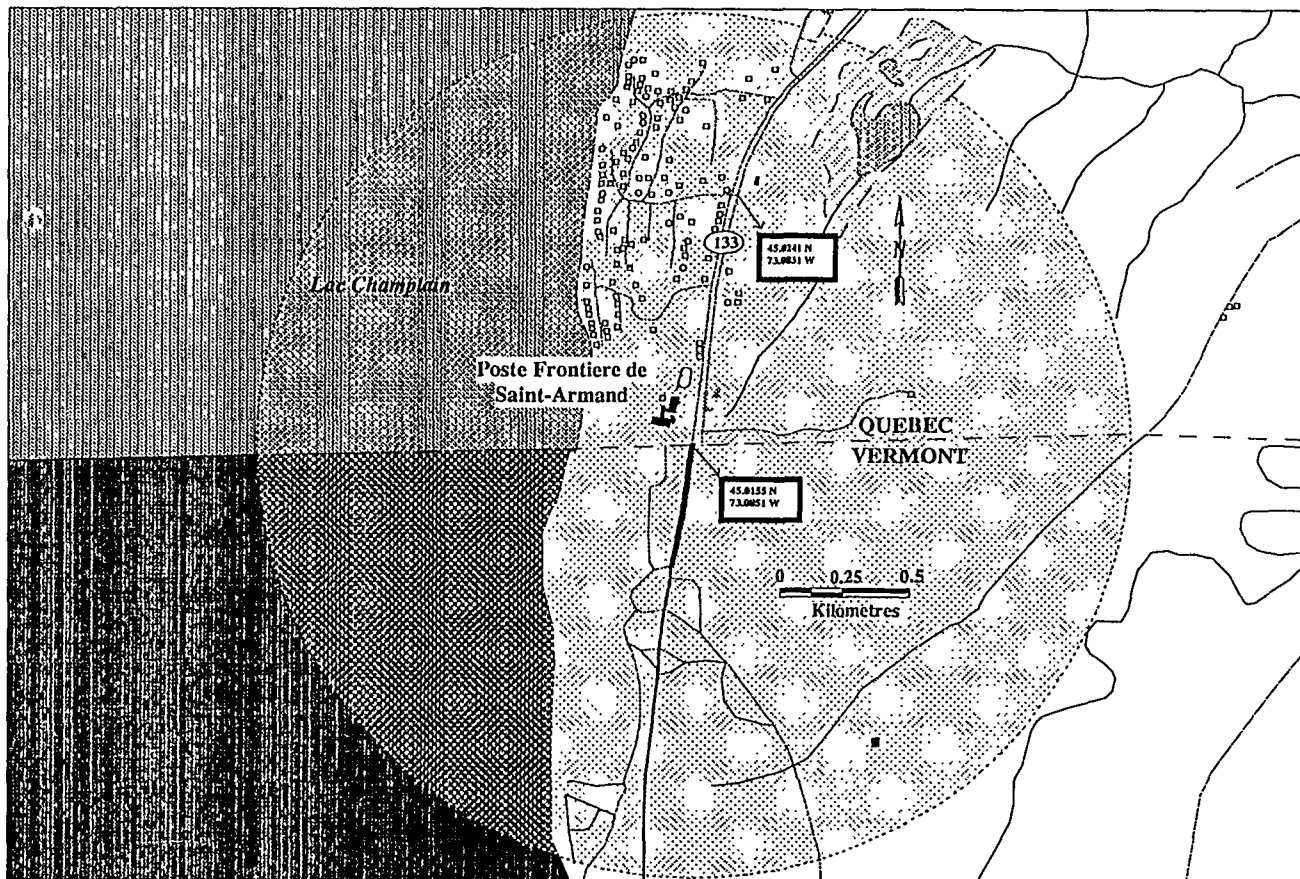 133
45.0241 N
73.0831 W
Lac Champlain
N
Poste Frontiere de
Saint-Armand
QUEBEC
VERMONT
45.0155 N
73.0851 W
0 0.25 0.5
Kilometres